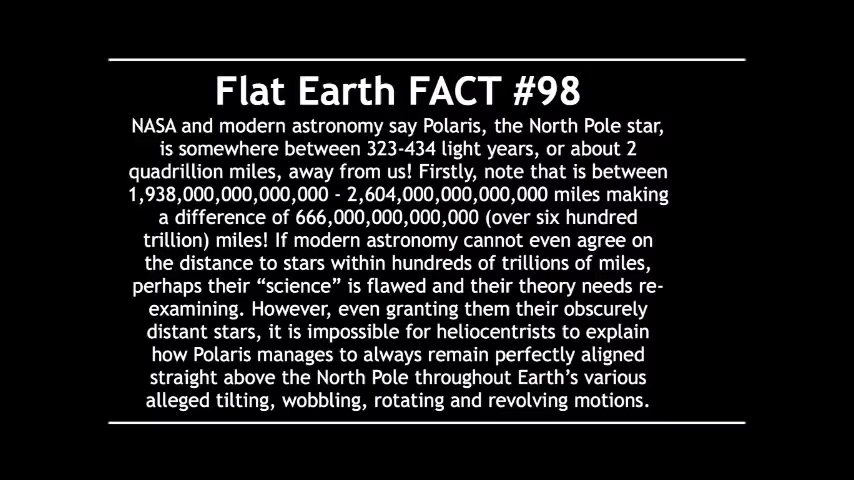 Flat Earth FACT #98
NASA and modern astronomy say Polaris, the North Pole star,
is somewhere between 323-434 light years, or about 2
quadrillion miles, away from us! Firstly, note that is between
1,938,000,000,000,000 - 2,604,000,000,000,000 miles making
a difference of 666,000,000,000,000 (over six hundred
trillion) miles! If modern astronomy cannot even agree on
the distance to stars within hundreds of trillions of miles,
perhaps their “science” is flawed and their theory needs re-
examining. However, even granting them their obscurely
distant stars, it is impossible for heliocentrists to explain
how Polaris manages to always remain perfectly aligned
straight above the North Pole throughout Earth’s various
alleged tilting, wobbling, rotating and revolving motions.